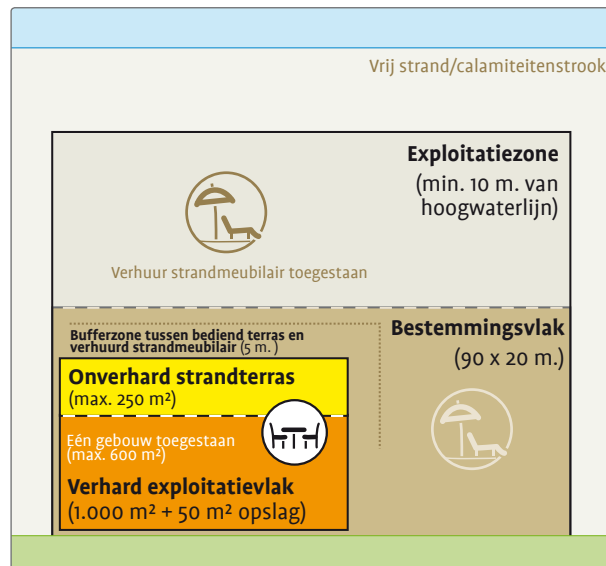 Vrij strand/calamiteitenstrook
Exploitatiezone
(min. 10 m. van
hoogwaterlijn)
Verhuur strandmeubilair toegestaan
Bufferzone tussen bediend terras en
verhuurd strandmeubilair (5 m. )
Bestemmingsvlak
(90 x 20 m.)
Onverhard strandterras
(max. 250 m²)
Eén gebouw toegestaan
(max. 600 m²)
Verhard exploitatievlak
(1.000 m² + 50 m² opslag)